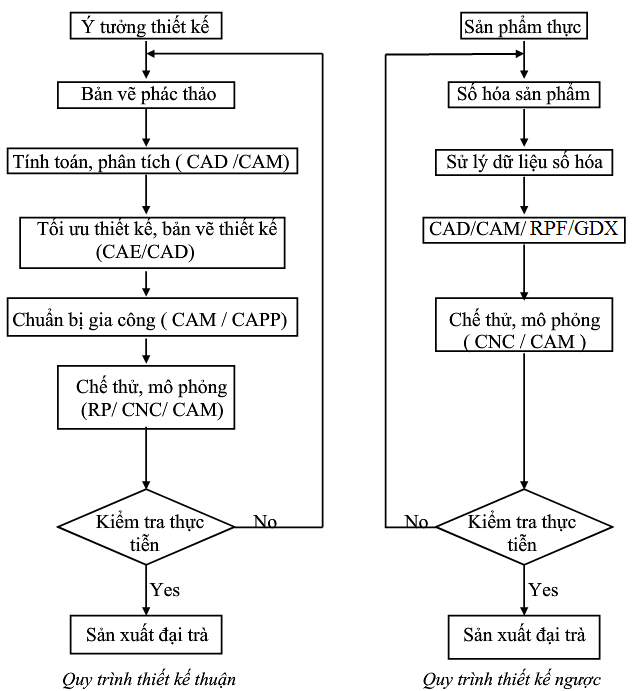 Ý tưởng thiết kế
Bản vẽ phác thảo
Tính toán, phân tích ( CAD /CAM)
Tối ưu thiết kế, bản vẽ thiết kế
(CAE/CAD)
Chuẩn bị gia công ( CAM / CAPP)
Chế thử, mô phỏng
(RP/ CNC/ CAM)
Kiểm tra thực
tiễn
No
Yes
Sản xuất đại trà
Quy trình thiết kế thuận
Sản phẩm thực
Số hóa sản phẩm
Sử lý dữ liệu số hóa
CAD/CAM/ RPF/GDX
Chế thử, mô phỏng
( CNC / CAM )
No
Kiểm tra thực
tiễn
Yes
Sản xuất đại trà
Quy trình thiết kế ngược